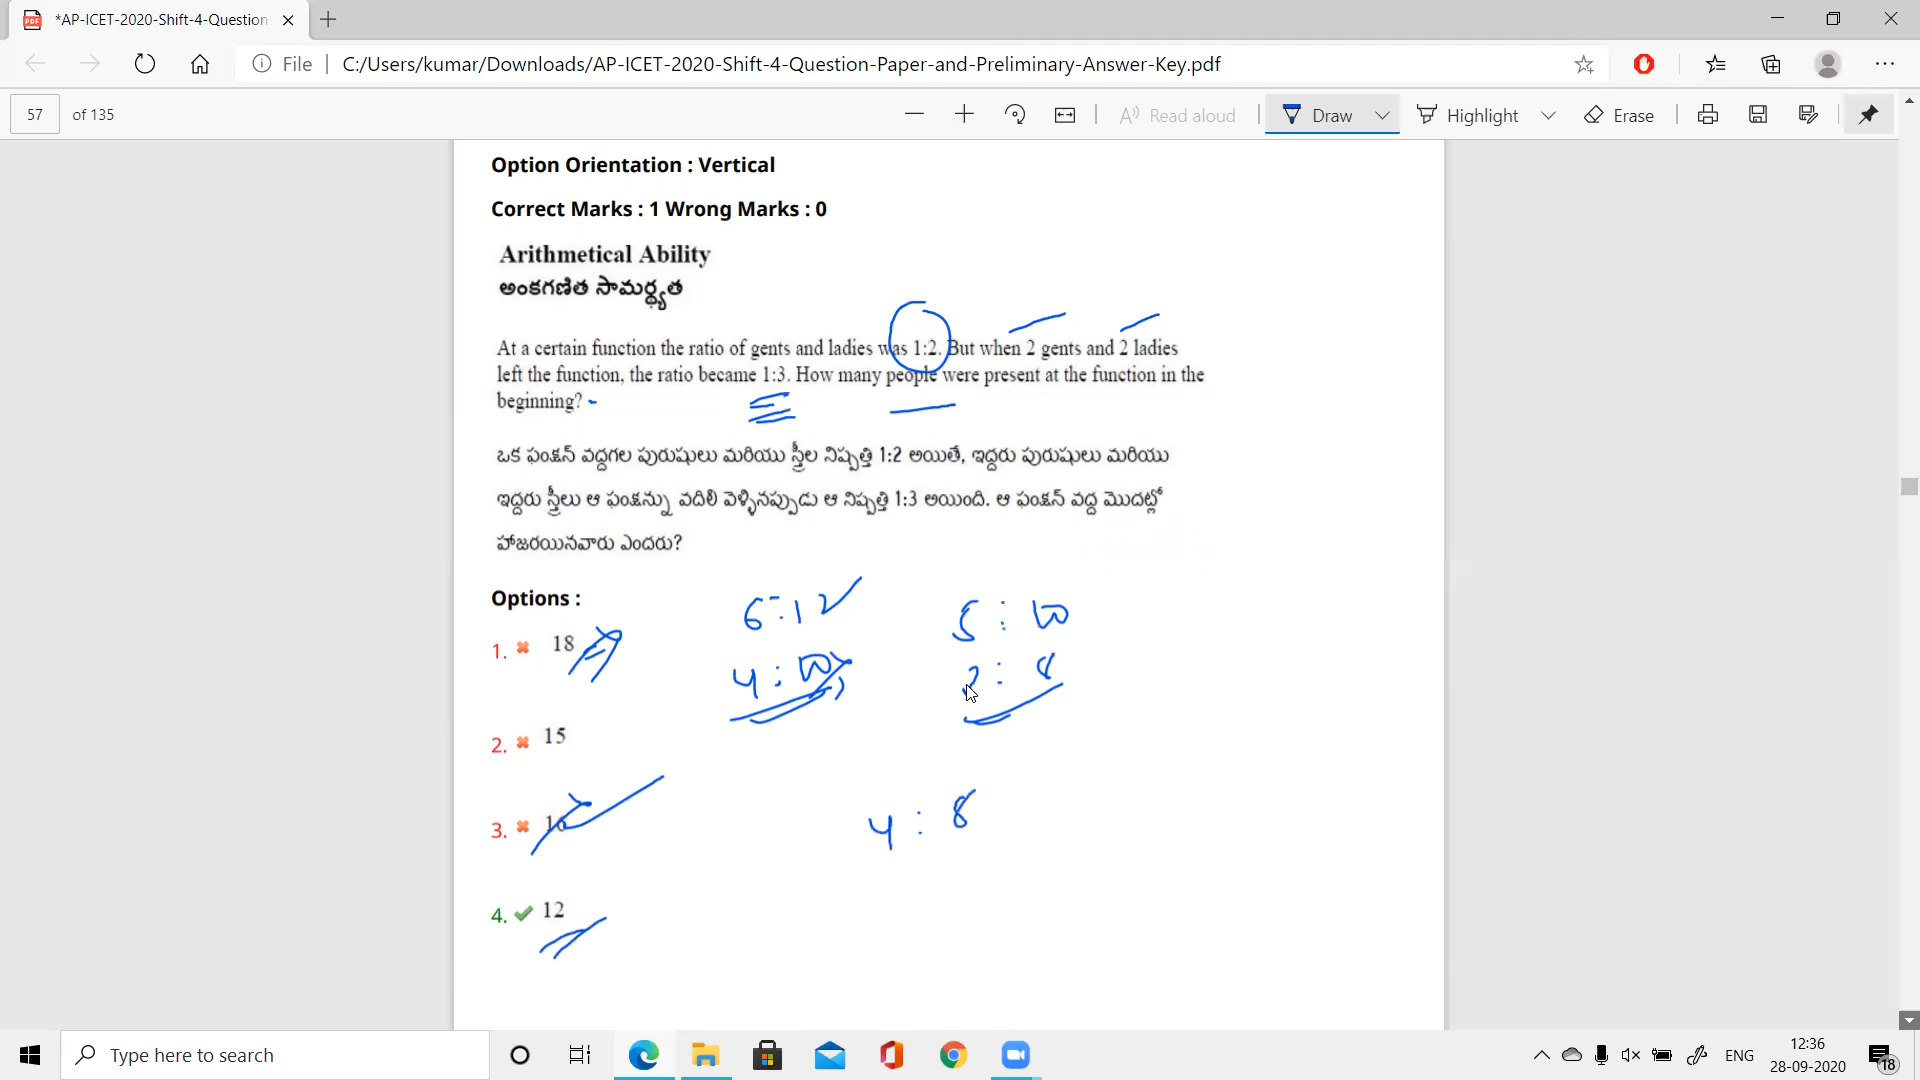 *AP-ICET-2020-Shift-4-Question
File
C:/Users/kumar/Downloads/AP-ICET-2020-Shift-4-Question-Paper-and-Preliminary-Answer-Key.pdf
57 of 135
Read aloud
Draw
Highlight
Erase
Option Orientation : Vertical
Correct Marks : 1 Wrong Marks : 0
Arithmetical Ability
అంకగణిత సామర్థ్యత
At a certain function the ratio of gents and ladies was 1:2. But when 2 gents and 2 ladies
left the function, the ratio became 1:3. How many people were present at the function in the
beginning?
ఒక ఫంక్షన్ వద్దగల పురుషులు మరియు స్త్రీల నిష్పత్తి 1:2 అయితే, ఇద్దరు పురుషులు మరియు
ఇద్దరు స్త్రీలు ఆ ఫంక్షన్ను వదిలి వెళ్ళినప్పుడు ఆ నిష్పత్తి 1:3 అయింది. ఆ ఫంక్షన్ వద్ద మొదట్లో
హాజరయినవారు ఎందరు?
Options :
6:12
5 : 10
1. 18
4 : 10
: 8
2. 15
3. 16
4 : 8
4. 12
Type here to search
ENG
12:36
28-09-2020
18